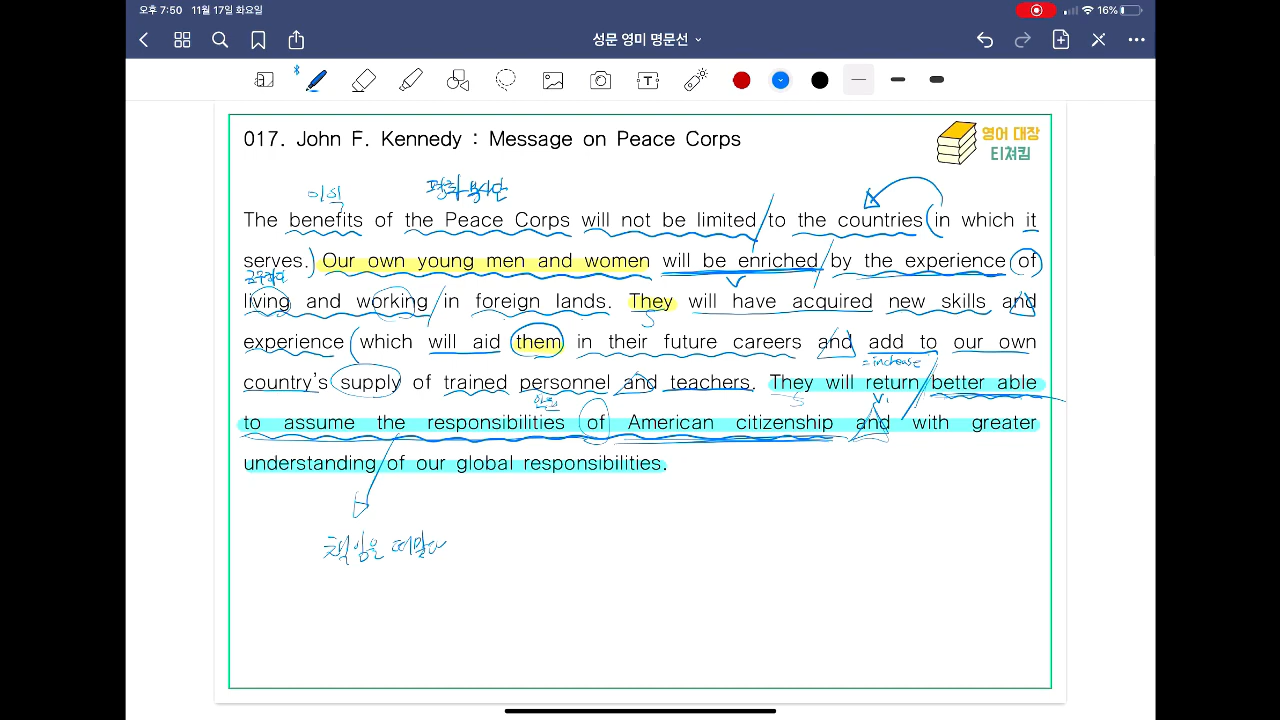 오후 7:50 11월 17일 화요일
16%
성문 영미 명문선
017. John F. Kennedy : Message on Peace Corps
영어 대장
티쳐킴
이익
평화 봉사단
The benefits of the Peace Corps will not be limited to the countries (in which it
serves.) Our own young men and women will be enriched by the experience of
living and working in foreign lands. They will have acquired new skills and
S
experience (which will aid them in their future careers and add to our own
= increase
country's supply of trained personnel and teachers. They will return better able
S
to assume the responsibilities of American citizenship and with greater
understanding of our global responsibilities.
책임을 떠맡다